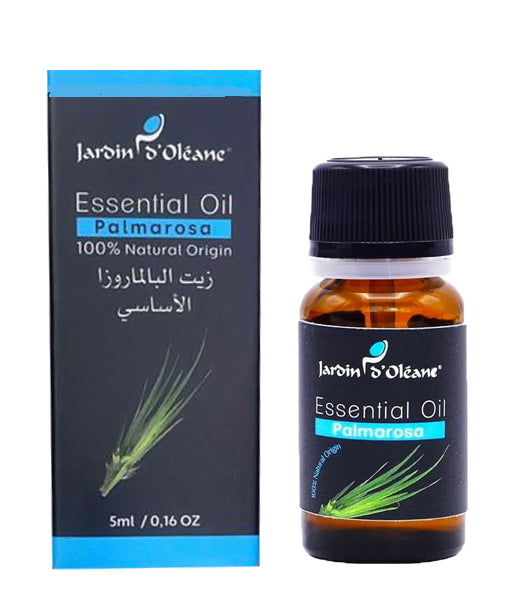 Jardin d'Oléane®
Essential Oil
Palmarosa
100% Natural Origin
زيت البالماروزا
الأساسي
5ml / 0,16 OZ
Jardin d'Oléane®
Essential Oil
Palmarosa
100% Natural Origin